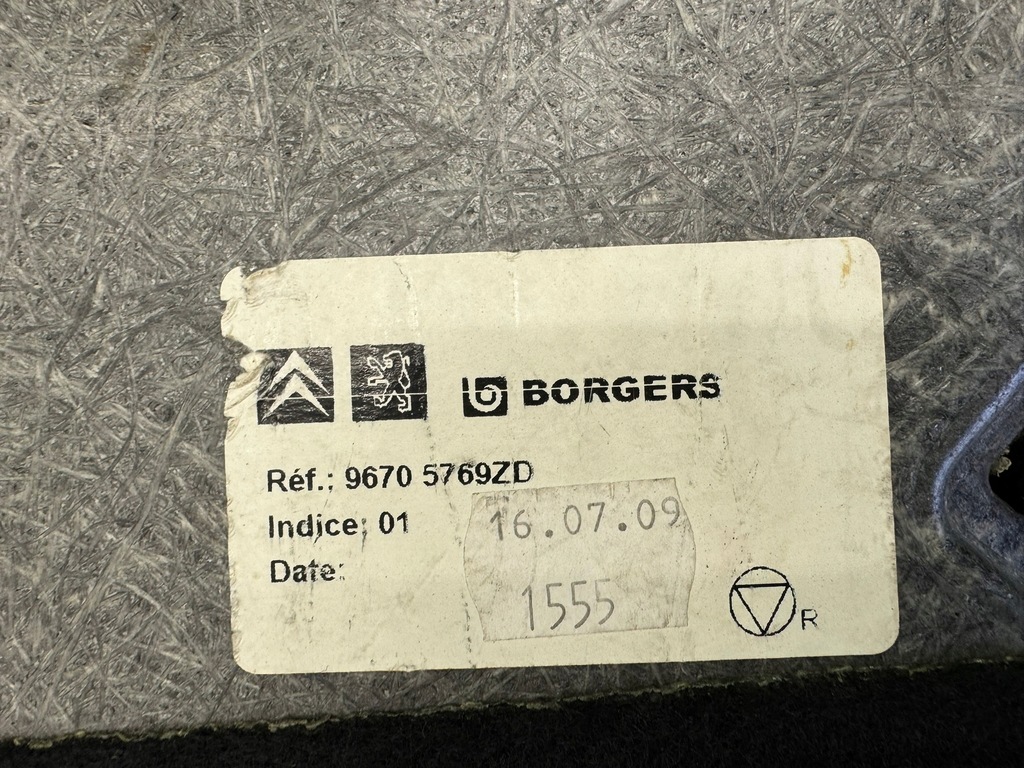 BORGERS
Réf.: 9670 5769ZD
Indice: 01
16.07.09
Date:
1555
R